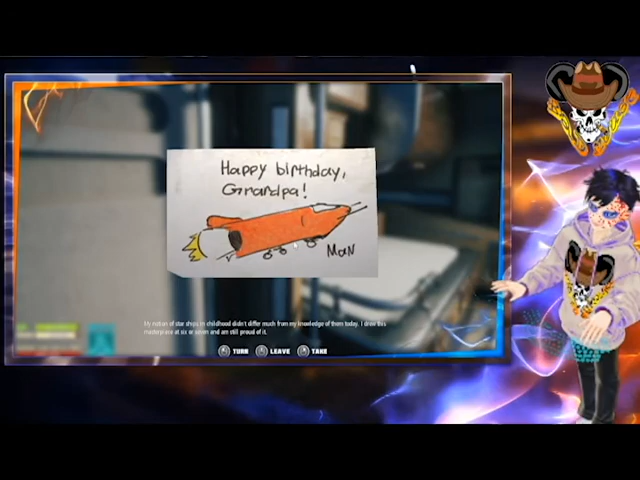 Happy birthday,
Grandpa!
Max
My notion of star ships in childhood didn't differ much from my knowledge of them today. I drew this
masterpiece at six or seven and am still proud of it.
TURN LEAVE TAKE